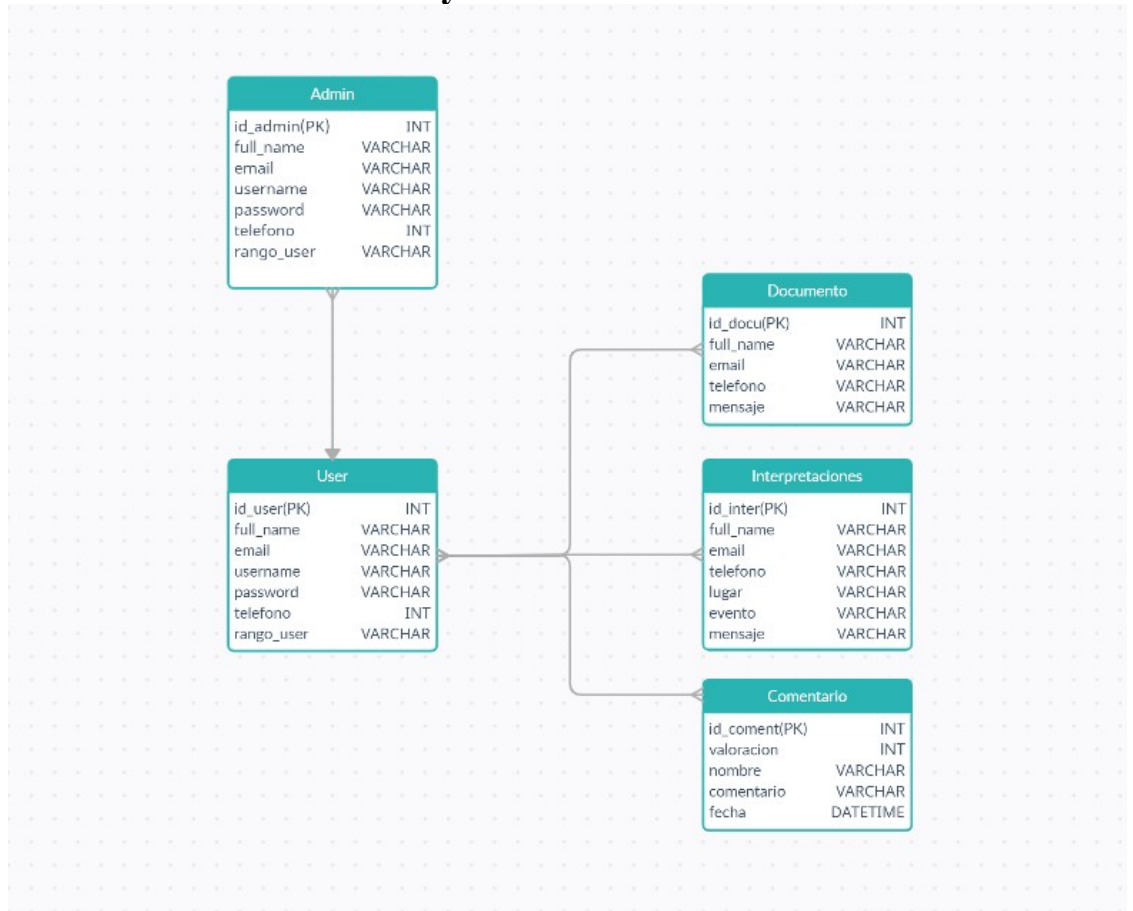 y
Admin
id_admin(PK) INT
full_name VARCHAR
email VARCHAR
username VARCHAR
password VARCHAR
telefono INT
rango_user VARCHAR
User
id_user(PK) INT
full_name VARCHAR
email VARCHAR
username VARCHAR
password VARCHAR
telefono INT
rango_user VARCHAR
Documento
id_docu(PK) INT
full_name VARCHAR
email VARCHAR
telefono VARCHAR
mensaje VARCHAR
Interpretaciones
id_inter(PK) INT
full_name VARCHAR
email VARCHAR
telefono VARCHAR
lugar VARCHAR
evento VARCHAR
mensaje VARCHAR
Comentario
id_coment(PK) INT
valoracion INT
nombre VARCHAR
comentario VARCHAR
fecha DATETIME